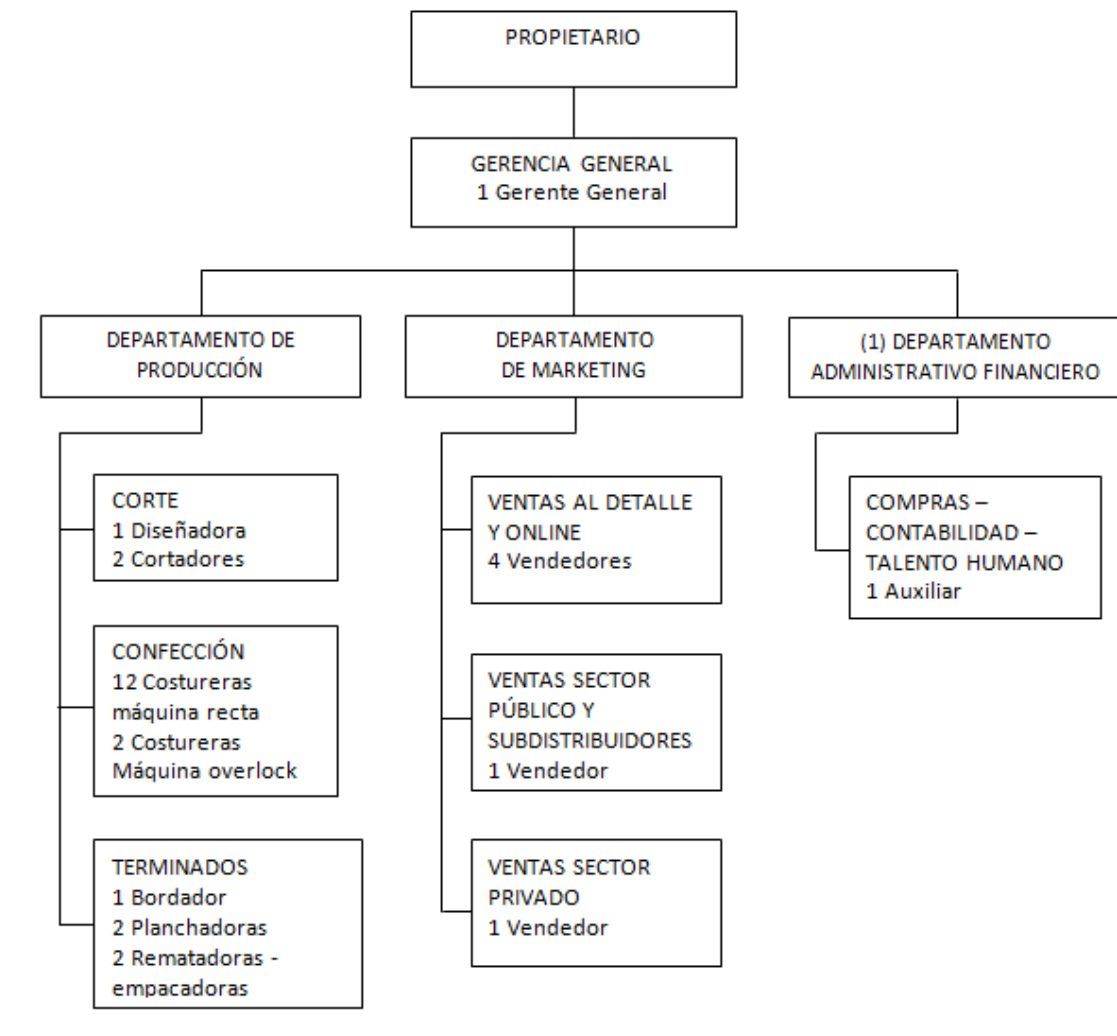 PROPIETARIO
GERENCIA GENERAL
1 Gerente General
DEPARTAMENTO DE
PRODUCCIÓN
DEPARTAMENTO
DE MARKETING
(1) DEPARTAMENTO
ADMINISTRATIVO FINANCIERO
CORTE
1 Diseñadora
2 Cortadores
CONFECCIÓN
12 Costureras
máquina recta
2 Costureras
Máquina overlock
TERMINADOS
1 Bordador
2 Planchadoras
2 Rematadoras -
empacadoras
VENTAS AL DETALLE
Y ONLINE
4 Vendedores
VENTAS SECTOR
PÚBLICO Y
SUBDISTRIBUIDORES
1 Vendedor
VENTAS SECTOR
PRIVADO
1 Vendedor
COMPRAS –
CONTABILIDAD –
TALENTO HUMANO
1 Auxiliar